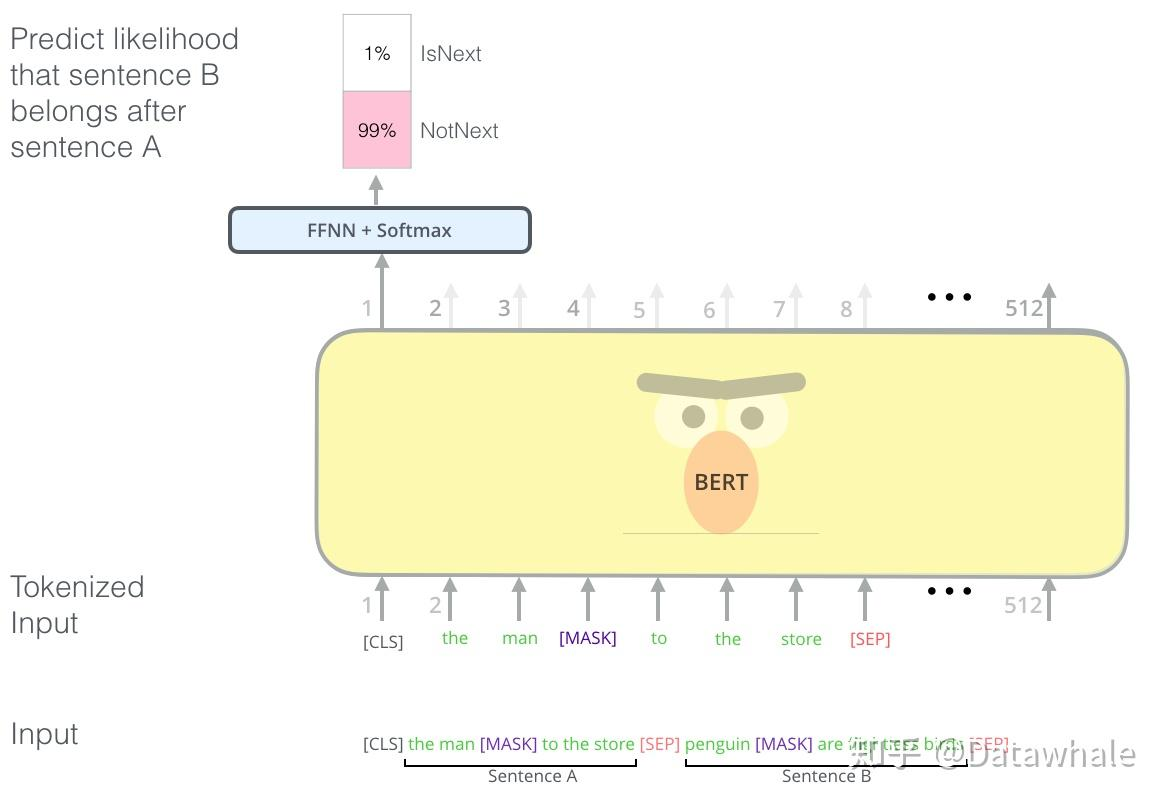 Predict likelihood
that sentence B
belongs after
sentence A
1% IsNext
99% NotNext
FFNN + Softmax
1 2 3 4 5 6 7 8 ••• 512
BERT
Tokenized
Input
1 2 ••• 512
[CLS] the man [MASK] to the store [SEP]
Input
[CLS] the man [MASK] to the store [SEP] penguin [MASK] are flightless birds [SEP]
Sentence A Sentence B
知乎 @Datawhale